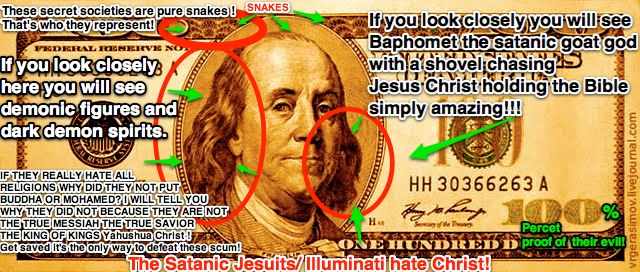 These secret societies are pure snakes !
That's who they represent!
SNAKES
If you look closely you will see
Baphomet the satanic goat god
with a shovel chasing
Jesus Christ holding the Bible
simply amazing!!!
FEDERAL RESERVE NO
If you look closely
here you will see
demonic figures and
dark demon spirits.
IF THEY REALLY HATE ALL
RELIGIONS WHY DID THEY NOT PUT
BUDDHA OR MOHAMED? I WILL TELL YOU
WHY THEY DID NOT BECAUSE THEY ARE NOT
THE TRUE MESSIAH THE TRUE SAVIOR
THE KING OF KINGS Yahushua Christ !
Get saved it's the only way to defeat these scum!
HH 30366263 A
Secretary of the Treasury.
100%
Percet
proof of their evil!
ONE HUNDRED D
The Satanic Jesuits/ Illuminati hate Christ!